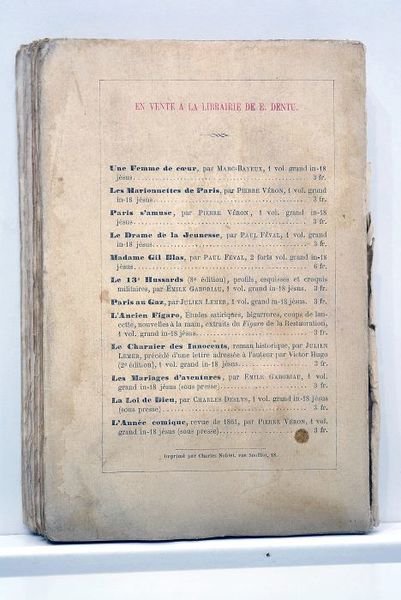 EN VENTE A LA LIBRAIRIE DE E. DENTU.
Une Femme de cœur, par MARC-BAYEUX, 1 vol. grand in-18
jésus. 3 fr.
Les Marionnettes de Paris, par PIERRE VÉRON, 1 vol. grand
in-18 jésus. 3 fr.
Paris s'amuse, par PIERRE VÉRON, 1 vol. grand in-18
jésus. 3 fr.
Le Drame de la Jeunesse, par PAUL FÉVAL, 1 vol. grand
in-18 jésus. 3 fr.
Madame Gil Blas, par PAUL FÉVAL, 2 forts vol. grand in-18
jésus. 6 fr.
Le 13e Hussards (8e édition), profils, esquisses et croquis
militaires, par ÉMILE GABORIAU, 1 vol. grand in-18 jésus. 3 fr.
Paris au Gaz, par JULIEN LEMER, 1 vol. grand in-18 jésus. 3 fr.
L'Ancien Figaro, Études satiriques, bigarrures, coups de lan-
cette, nouvelles à la main, extraits du Figaro de la Restauration,
1 vol. grand in-18 jésus. 3 fr.
Le Charnier des Innocents, roman historique, par JULIEN
LEMER, précédé d'une lettre adressée à l'auteur par Victor Hugo
(2e édition), 1 vol. grand in-18 jésus. 3 fr.
Les Mariages d'aventures, par ÉMILE GABORIAU, 1 vol.
grand in-18 jésus (sous presse). 3 fr.
La Loi de Dieu, par CHARLES DESLYS, 1 vol. grand in-18 jésus
(sous presse). 3 fr.
L'Année comique, revue de 1861, par PIERRE VÉRON, 1 vol.
grand in-18 jésus (sous presse). 3 fr.
Imprimé par Charles Noblet, rue Soufflot, 18.